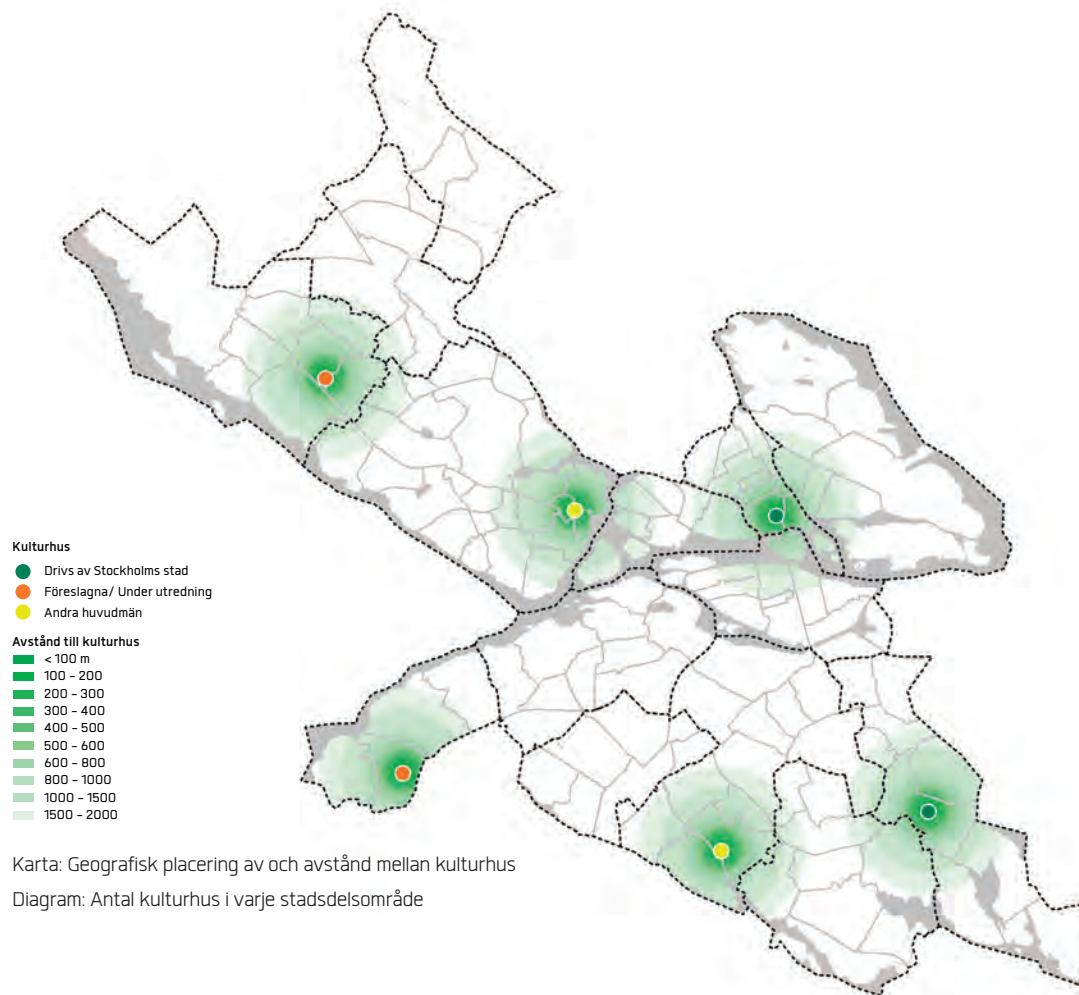 Kulturhus
Drivs av Stockholms stad
Föreslagna/ Under utredning
Andra huvudmän
Avstånd till kulturhus
< 100 m
100 – 200
200 – 300
300 – 400
400 – 500
500 – 600
600 – 800
800 – 1000
1000 – 1500
1500 – 2000
Karta: Geografisk placering av och avstånd mellan kulturhus
Diagram: Antal kulturhus i varje stadsdelsområde